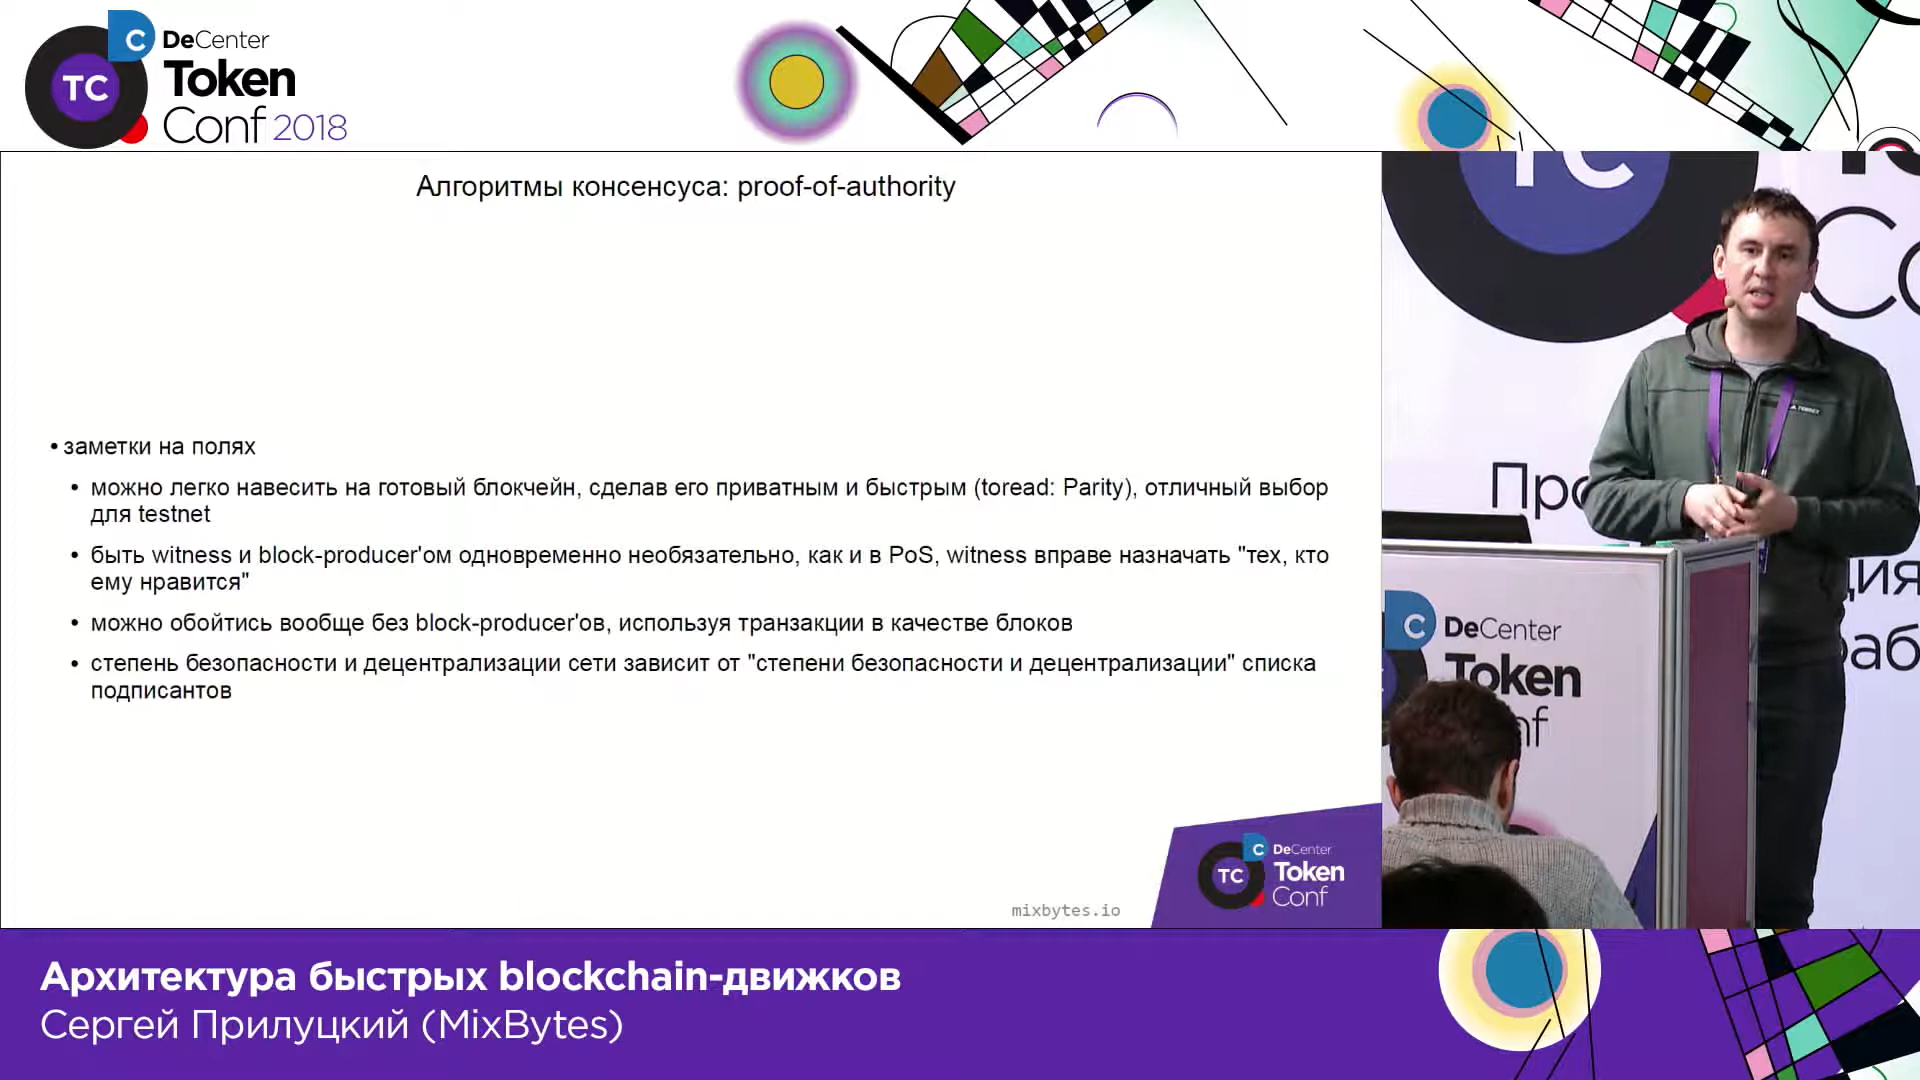 C DeCenter
TC Token
Conf 2018
Алгоритмы консенсуса: proof-of-authority
• заметки на полях
• можно легко навесить на готовый блокчейн, сделав его приватным и быстрым (toread: Parity), отличный выбор
для testnet
• быть witness и block-producer'ом одновременно необязательно, как и в PoS, witness вправе назначать "тех, кто
ему нравится"
• можно обойтись вообще без block-producer'ов, используя транзакции в качестве блоков
• степень безопасности и децентрализации сети зависит от "степени безопасности и децентрализации" списка
подписантов
mixbytes.io
C DeCenter
TC Token
Conf
TC
C DeCenter
Token
nf
Архитектура быстрых blockchain-движков
Сергей Прилуцкий (MixBytes)